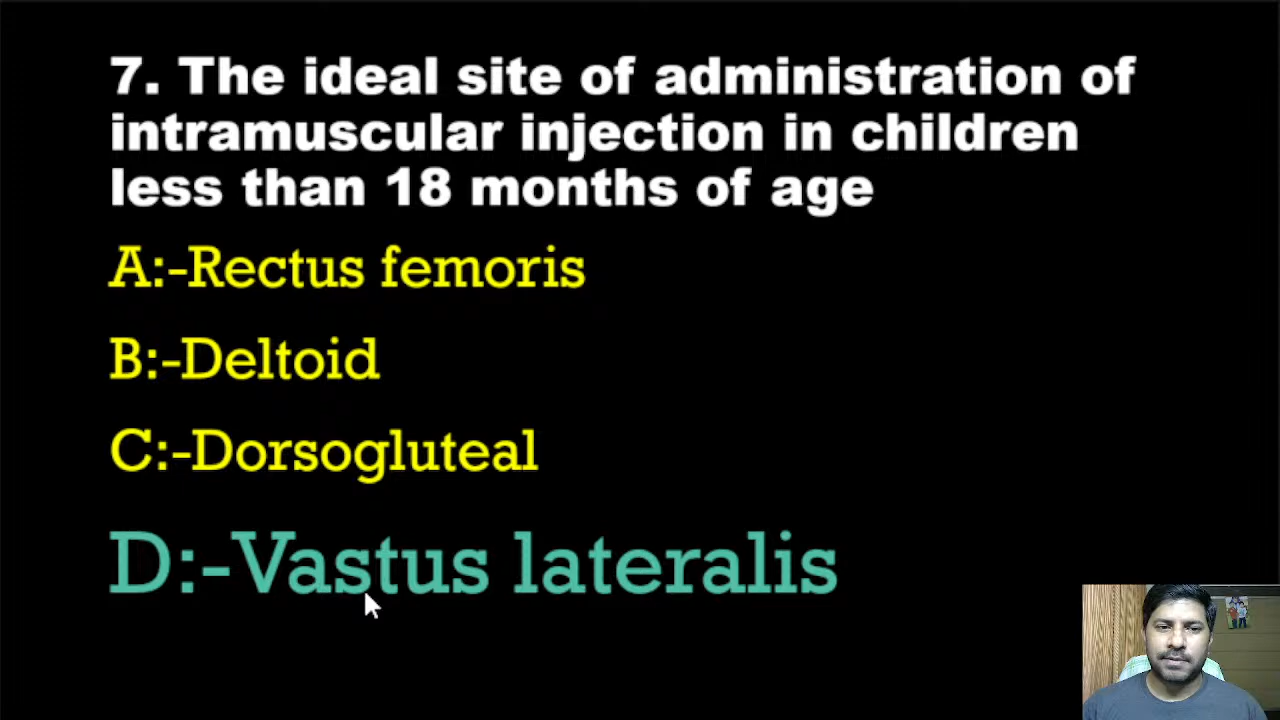 7. The ideal site of administration of
intramuscular injection in children
less than 18 months of age
A:-Rectus femoris
B:-Deltoid
C:-Dorsogluteal
D:-Vastus lateralis